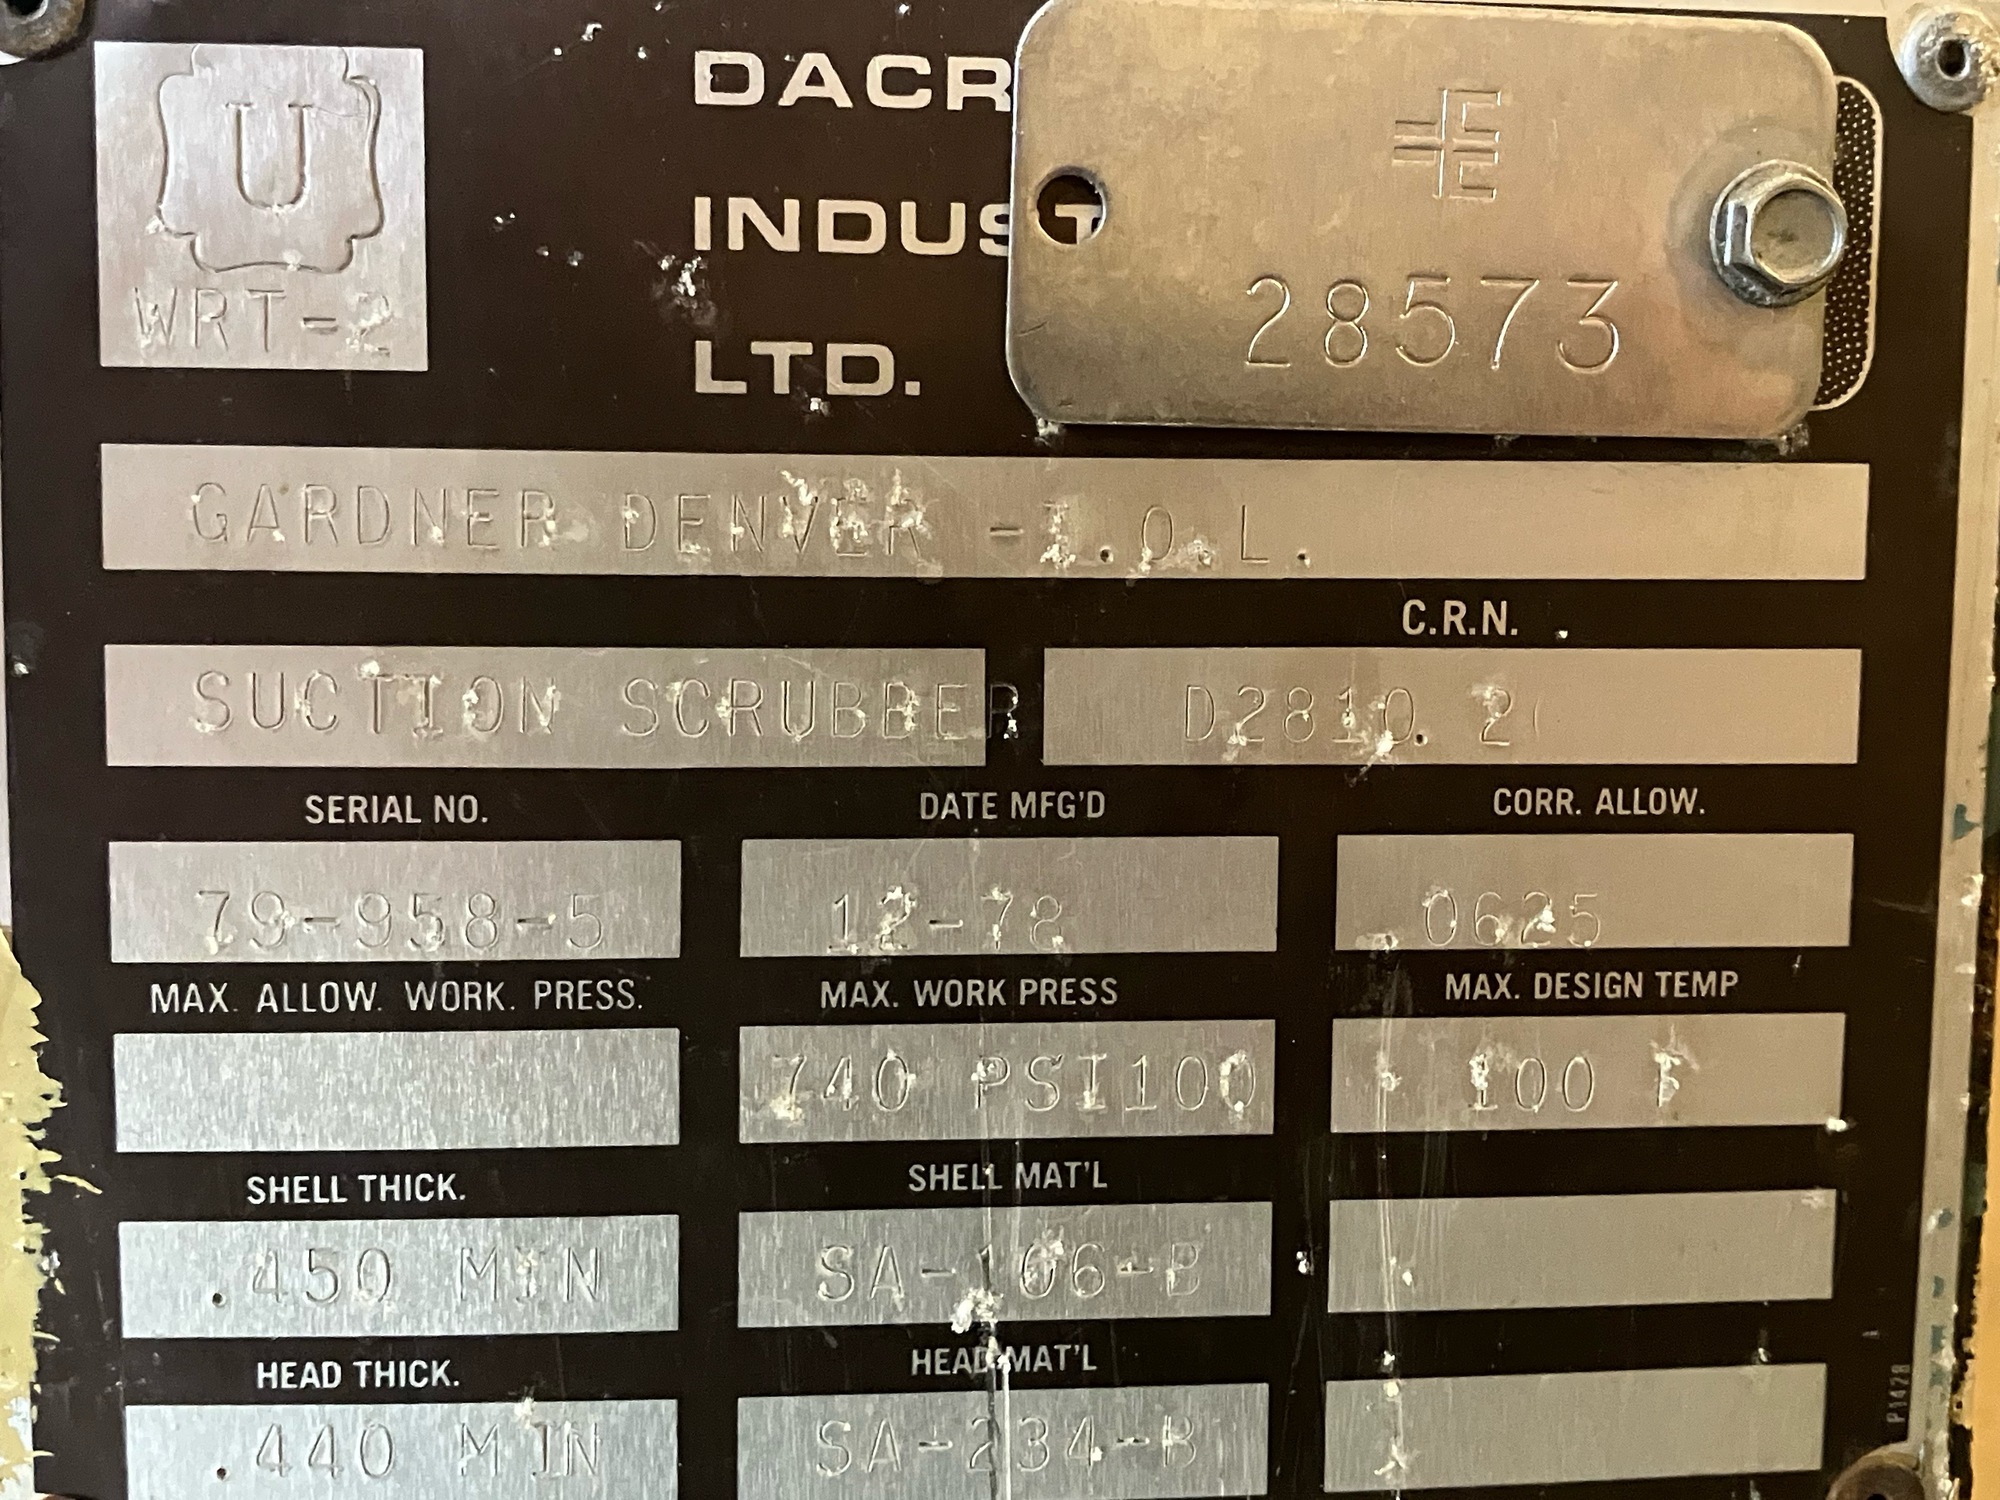 U
WRT-2
DACR
INDUST
LTD.
28573
GARDNER DENVER -I.O.L.
C.R.N.
SUCTION SCRUBBER D2810. 2
SERIAL NO. DATE MFG'D CORR. ALLOW.
79-958-5 12-78 .0625
MAX. ALLOW. WORK. PRESS. MAX. WORK PRESS MAX. DESIGN TEMP
740 PSI100 100 F
SHELL THICK. SHELL MAT'L
.450 MIN SA-106-B
HEAD THICK. HEAD MAT'L
.440 MIN SA-234-B
P1428